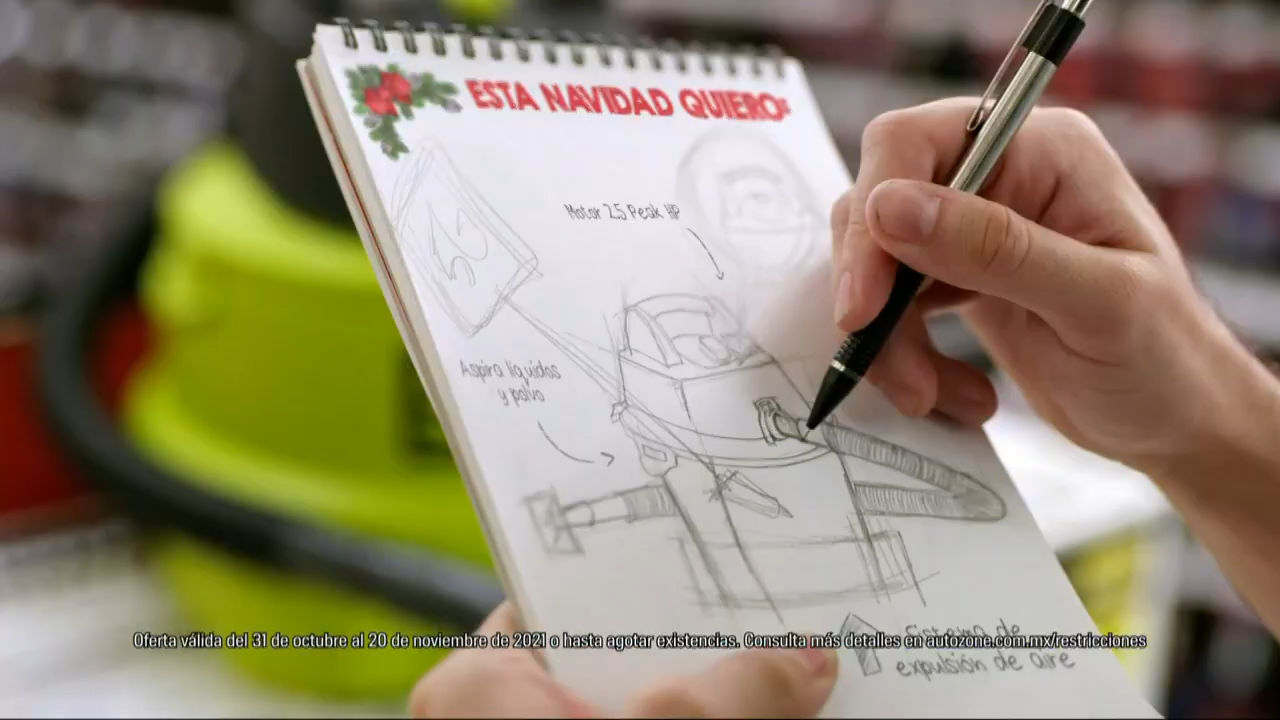 ESTA NAVIDAD QUIERO:
Motor 2.5 Peak HP
Aspira líquidos
y polvo
Sistema de
expulsión de aire
Oferta válida del 31 de octubre al 20 de noviembre de 2021 o hasta agotar existencias. Consulta más detalles en autozone.com.mx/restricciones